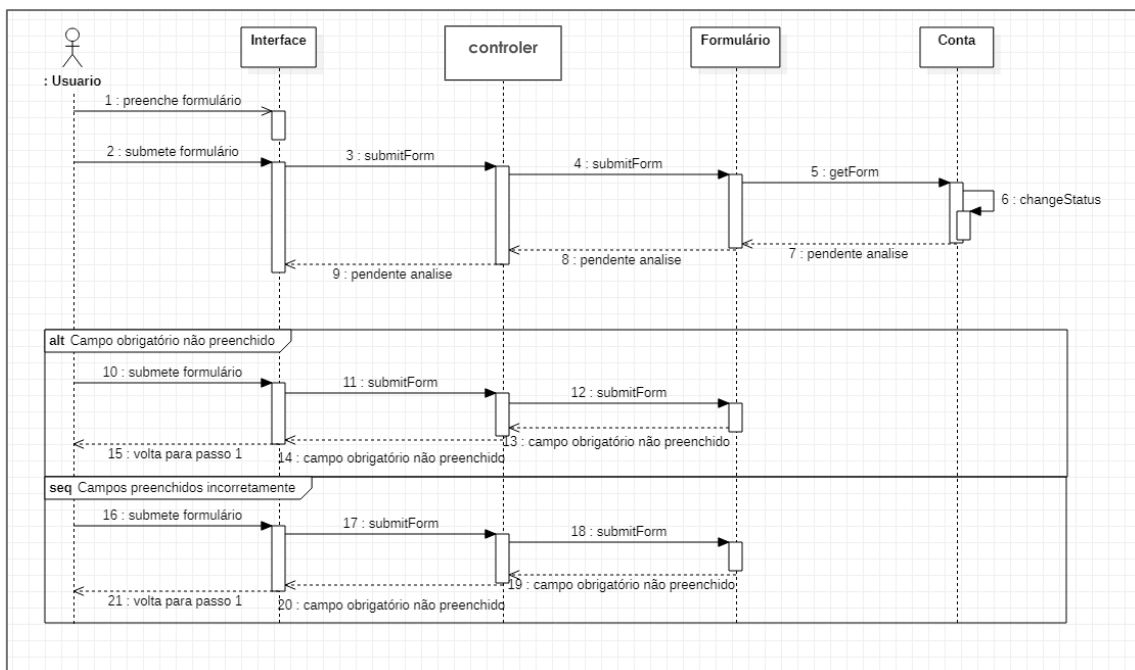 Interface
controler
Formulário
Conta
: Usuario
1 : preenche formulário
2 : submete formulário
3 : submitForm
4 : submitForm
5 : getForm
6 : changeStatus
7 : pendente analise
8 : pendente analise
9 : pendente analise
alt Campo obrigatório não preenchido
10 : submete formulário
11 : submitForm
12 : submitForm
13 : campo obrigatório não preenchido
14 : campo obrigatório não preenchido
15 : volta para passo 1
seq Campos preenchidos incorretamente
16 : submete formulário
17 : submitForm
18 : submitForm
19 : campo obrigatório não preenchido
20 : campo obrigatório não preenchido
21 : volta para passo 1